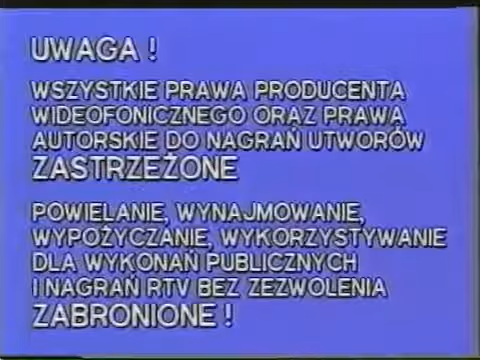 UWAGA !
WSZYSTKIE PRAWA PRODUCENTA
WIDEOFONICZNEGO ORAZ PRAWA
AUTORSKIE DO NAGRAŃ UTWORÓW
ZASTRZEŻONE
POWIELANIE, WYNAJMOWANIE,
WYPOŻYCZANIE, WYKORZYSTYWANIE
DLA WYKONAŃ PUBLICZNYCH
I NAGRAŃ RTV BEZ ZEZWOLENIA
ZABRONIONE !